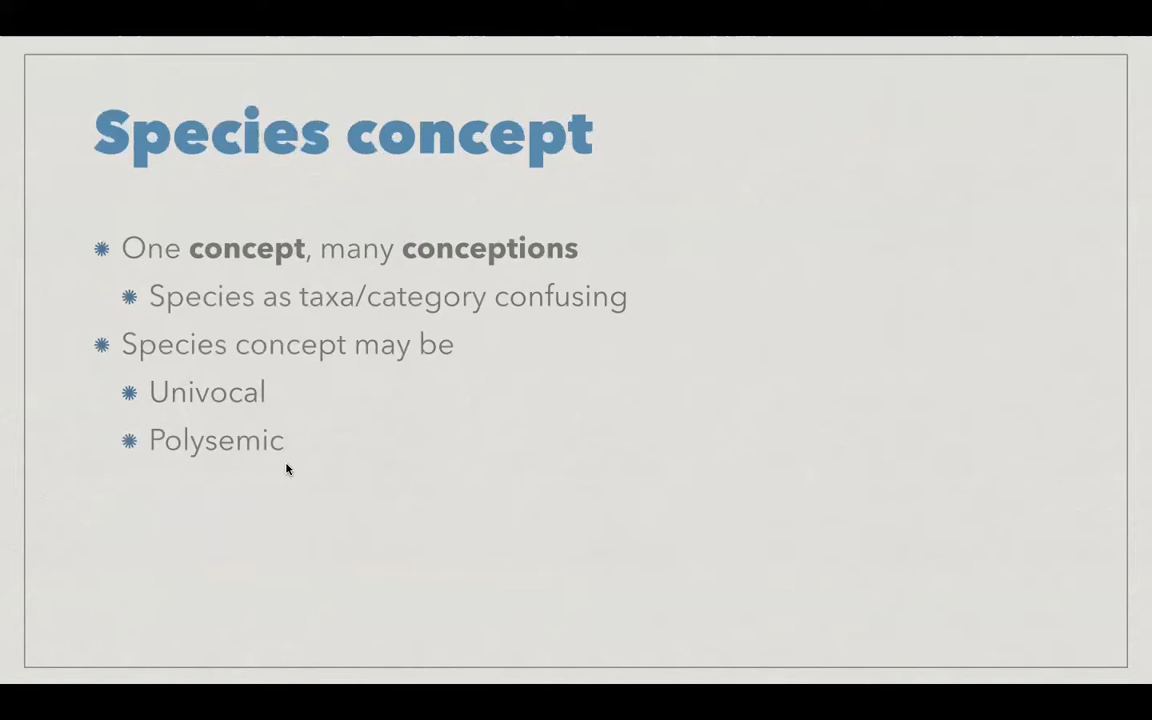 Species concept
One concept, many conceptions
Species as taxa/category confusing
Species concept may be
Univocal
Polysemic